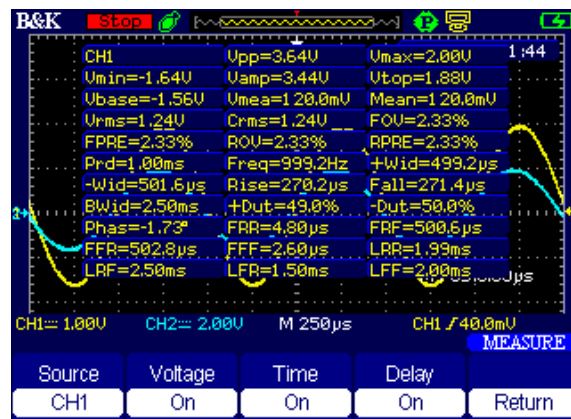 B&K Stop
CH1 Vpp=3.64V Vmax=2.00V 1:44
Vmin=-1.64V Vamp=3.44V Vtop=1.88V
Vbase=-1.56V Vmea=120.0mV Mean=120.0mV
Vrms=1.24V Crms=1.24V FOV=2.33%
FPRE=2.33% ROV=2.33% RPRE=2.33%
Prd=1.00ms Freq=999.2Hz +Wid=499.2µs
-Wid=501.6µs Rise=270.2µs Fall=271.4µs
BWid=2.50ms +Dut=49.0% -Dut=50.0%
Phas=-1.73° FRR=4.80µs FRF=500.6µs
FFR=502.8µs FFF=2.60µs LRR=1.99ms
LRF=2.50ms LFR=1.50ms LFF=2.00ms µs
CH1 1.00V CH2 2.00V M 250µs CH1 40.0mV
MEASURE
Source Voltage Time Delay
CH1 On On On Return